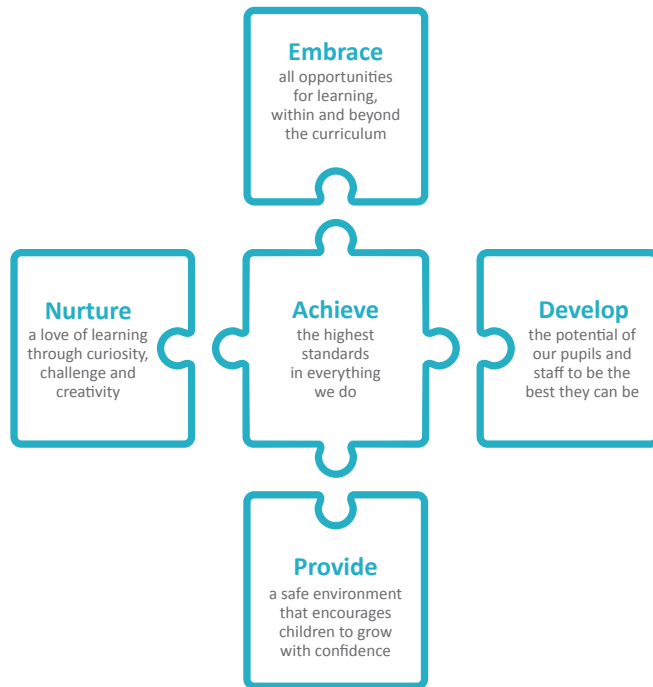 Embrace
all opportunities
for learning,
within and beyond
the curriculum
Nurture
a love of learning
through curiosity,
challenge and
creativity
Achieve
the highest
standards
in everything
we do
Develop
the potential of
our pupils and
staff to be the
best they can be
Provide
a safe environment
that encourages
children to grow
with confidence